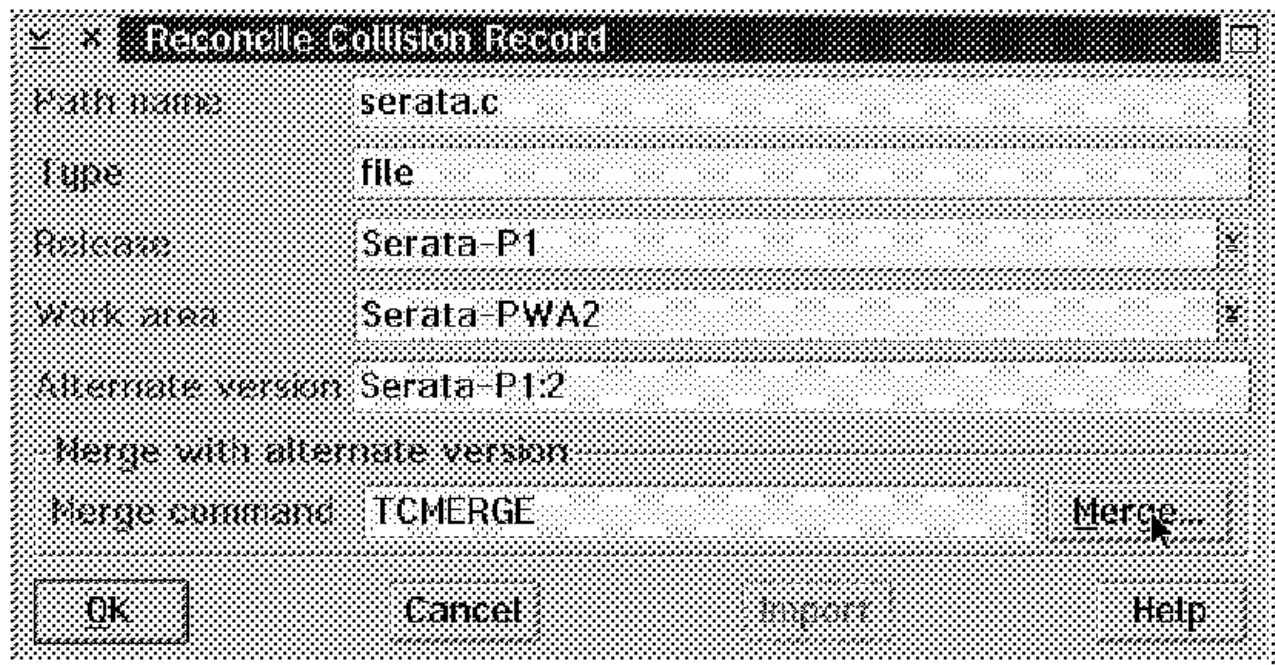 Reconcile Collision Record
Path name serata.c
Type file
Release Serata-P1
Work area Serata-PWA2
Alternate version Serata-P1:2
Merge with alternate version
Merge command TCMERGE Merge...
OK Cancel Import Help